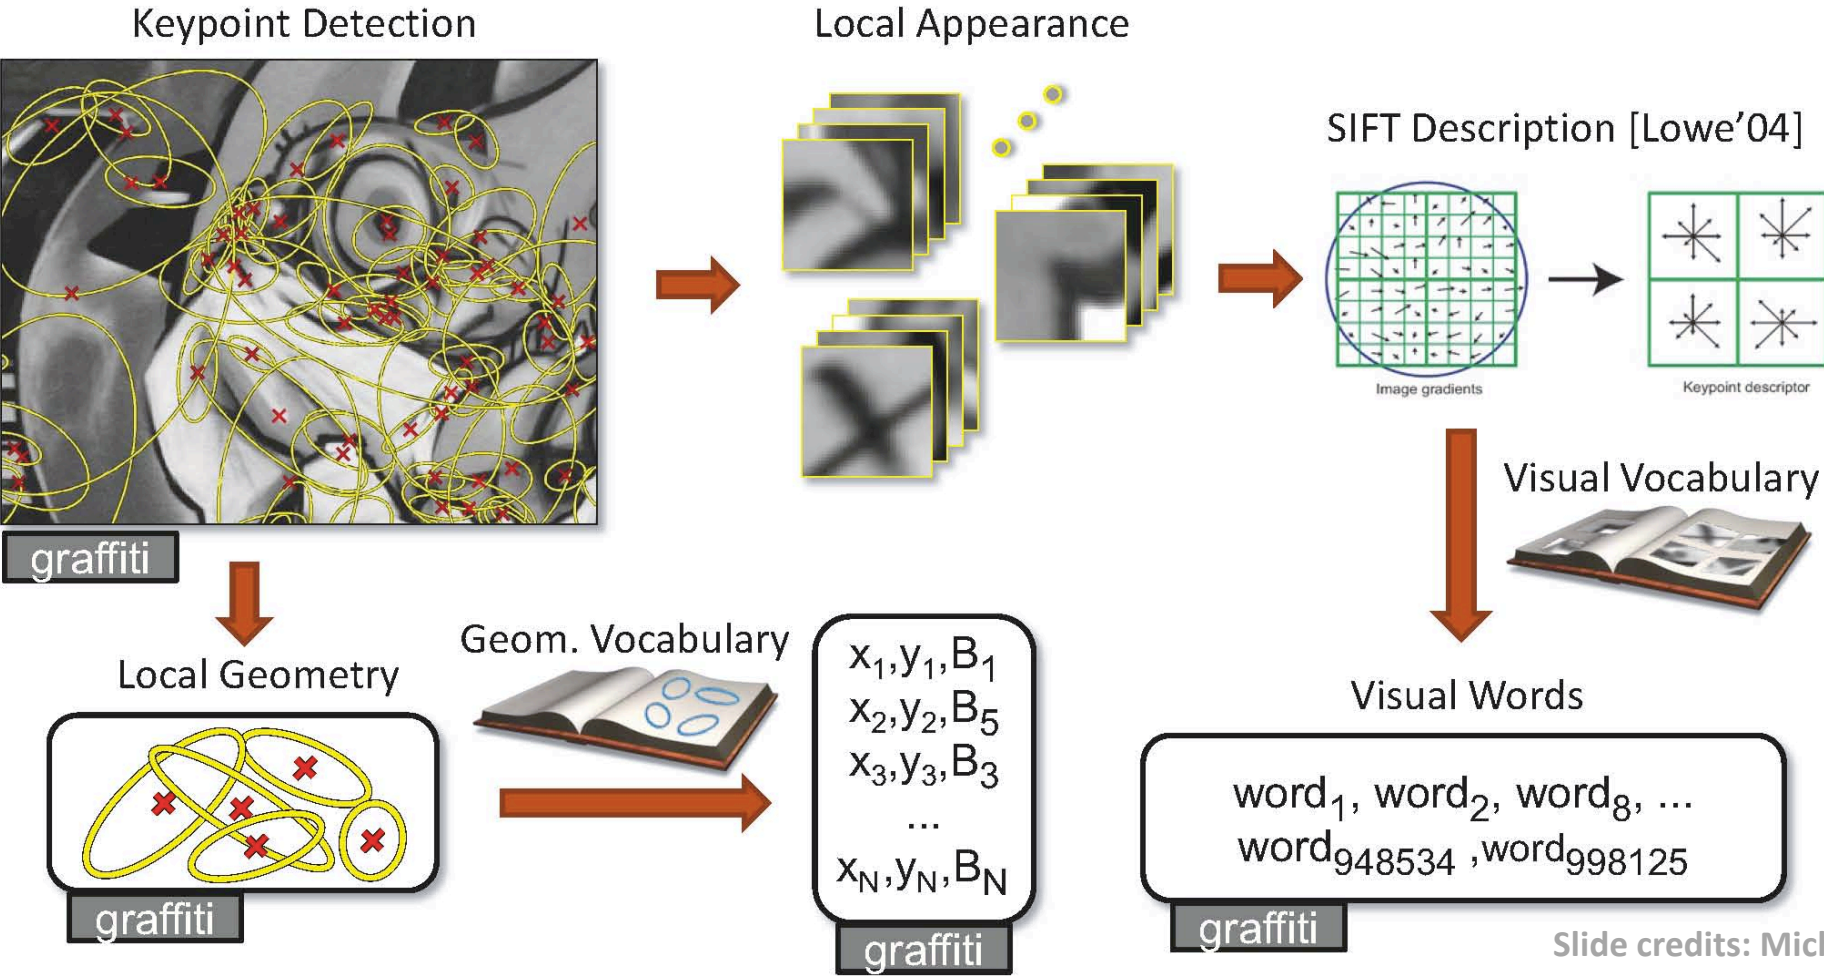 Keypoint Detection
Local Appearance
SIFT Description [Lowe'04]
Image gradients
Keypoint descriptor
graffiti
Visual Vocabulary
Local Geometry
Geom. Vocabulary
x1,y1,B1
x2,y2,B5
x3,y3,B3
...
xN,yN,BN
Visual Words
word1, word2, word8, ...
word948534 ,word998125
graffiti
graffiti
graffiti
Slide credits: